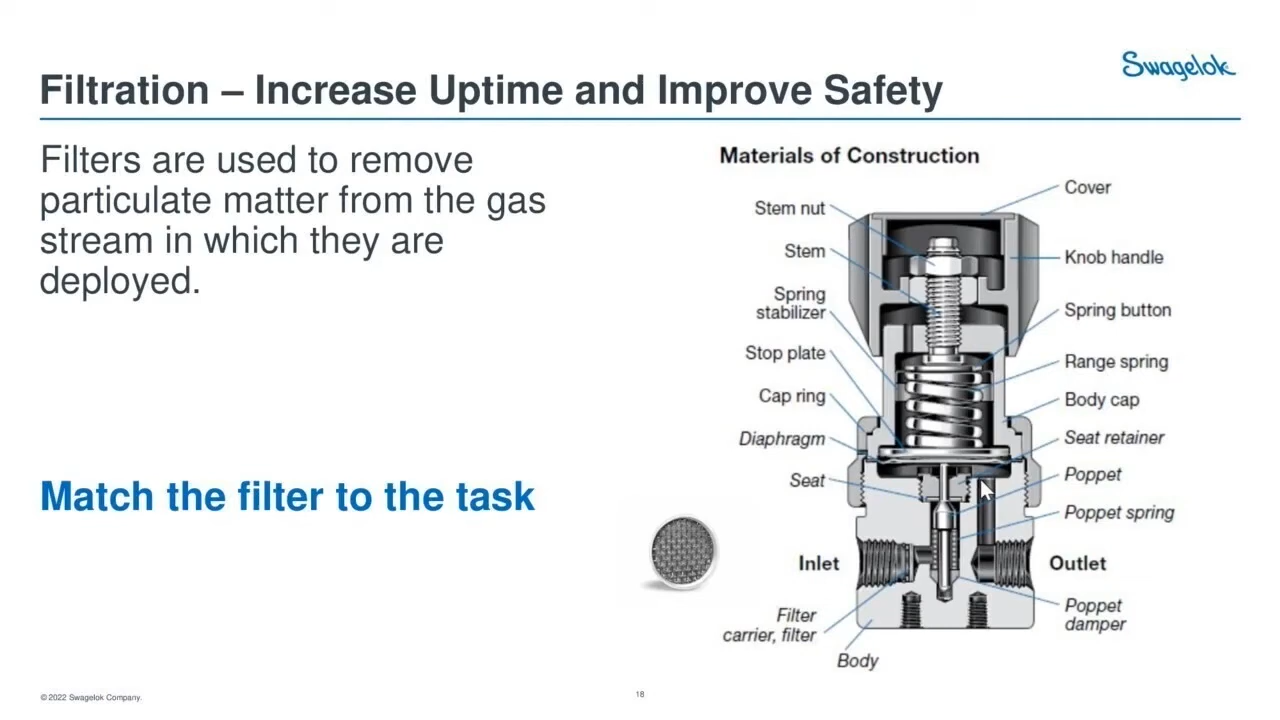 Swagelok
Filtration – Increase Uptime and Improve Safety
Filters are used to remove
particulate matter from the gas
stream in which they are
deployed.
Match the filter to the task
Materials of Construction
Stem nut
Stem
Spring
stabilizer
Stop plate
Cap ring
Diaphragm
Seat
Inlet
Filter
carrier, filter
Body
Cover
Knob handle
Spring button
Range spring
Body cap
Seat retainer
Poppet
Poppet spring
Outlet
Poppet
damper
© 2022 Swagelok Company.
18